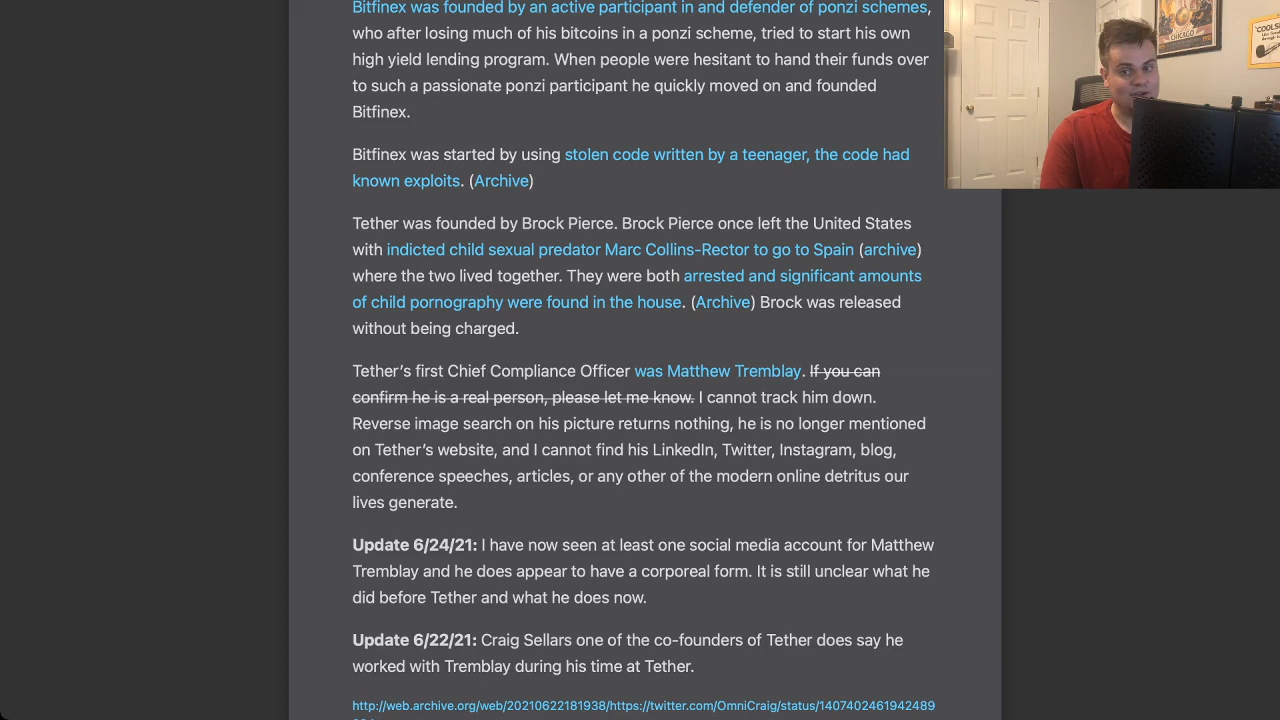 Bitfinex was founded by an active participant in and defender of ponzi schemes,
who after losing much of his bitcoins in a ponzi scheme, tried to start his own
high yield lending program. When people were hesitant to hand their funds over
to such a passionate ponzi participant he quickly moved on and founded
Bitfinex.
Bitfinex was started by using stolen code written by a teenager, the code had
known exploits. (Archive)
Tether was founded by Brock Pierce. Brock Pierce once left the United States
with indicted child sexual predator Marc Collins-Rector to go to Spain (archive)
where the two lived together. They were both arrested and significant amounts
of child pornography were found in the house. (Archive) Brock was released
without being charged.
Tether’s first Chief Compliance Officer was Matthew Tremblay. If you can
confirm he is a real person, please let me know. I cannot track him down.
Reverse image search on his picture returns nothing, he is no longer mentioned
on Tether’s website, and I cannot find his LinkedIn, Twitter, Instagram, blog,
conference speeches, articles, or any other of the modern online detritus our
lives generate.
Update 6/24/21: I have now seen at least one social media account for Matthew
Tremblay and he does appear to have a corporeal form. It is still unclear what he
did before Tether and what he does now.
Update 6/22/21: Craig Sellars one of the co-founders of Tether does say he
worked with Tremblay during his time at Tether.
http://web.archive.org/web/20210622181938/https://twitter.com/OmniCraig/status/1407402461942489
CHICAGO